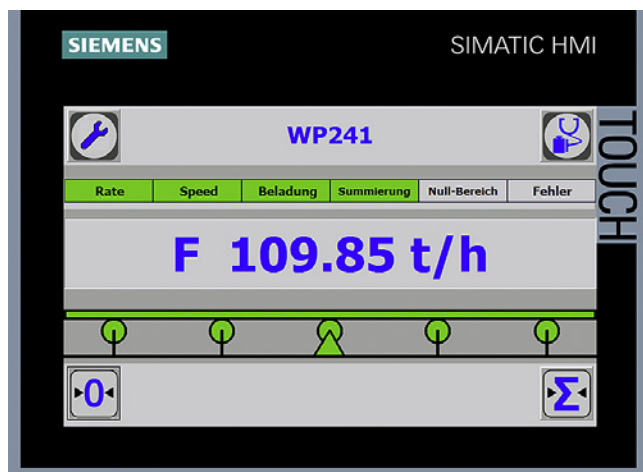 SIEMENS
SIMATIC HMI
TOUCH
WP241
Rate Speed Beladung Summierung Null-Bereich Fehler
F 109.85 t/h
0
Σ